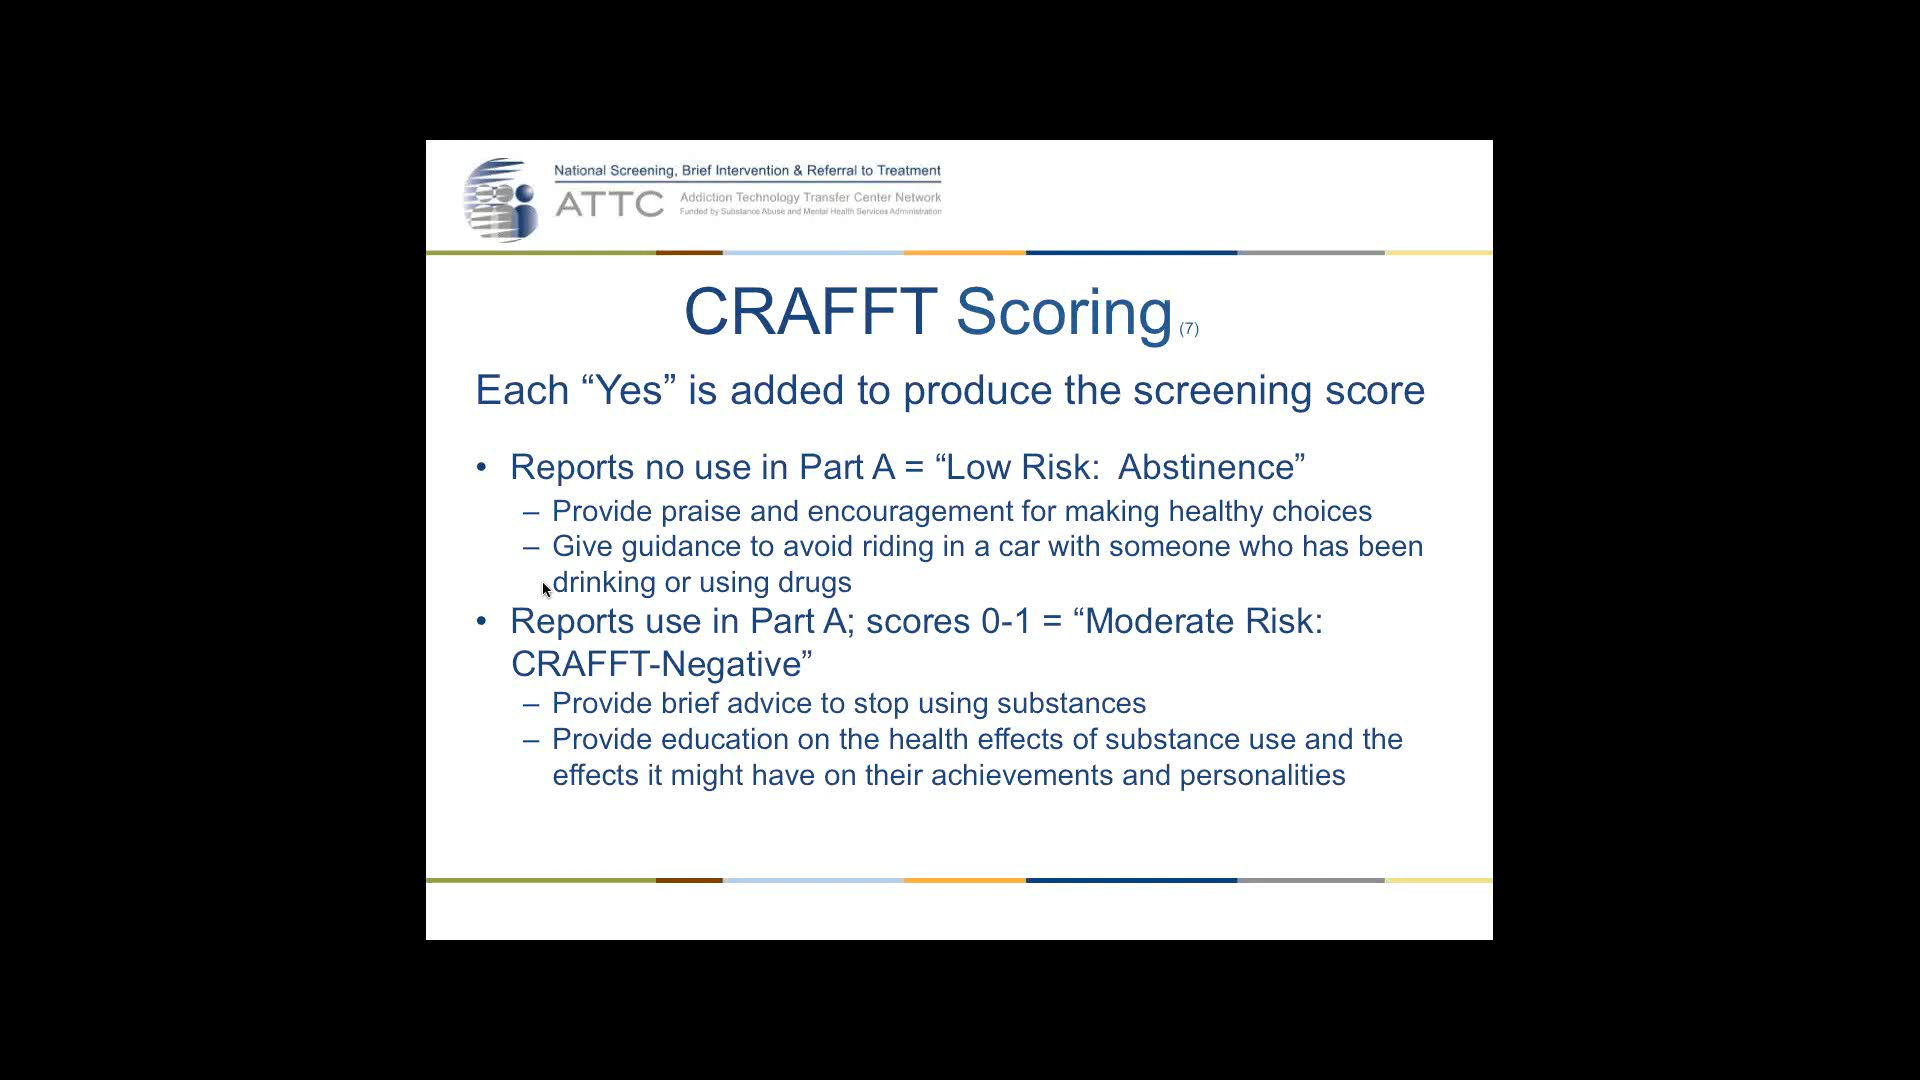 National Screening, Brief Intervention & Referral to Treatment
ATTC Addiction Technology Transfer Center Network
Funded by Substance Abuse and Mental Health Services Administration
CRAFFT Scoring (7)
Each “Yes” is added to produce the screening score
• Reports no use in Part A = “Low Risk:  Abstinence”
– Provide praise and encouragement for making healthy choices
– Give guidance to avoid riding in a car with someone who has been
drinking or using drugs
• Reports use in Part A; scores 0-1 = “Moderate Risk:
CRAFFT-Negative”
– Provide brief advice to stop using substances
– Provide education on the health effects of substance use and the
effects it might have on their achievements and personalities